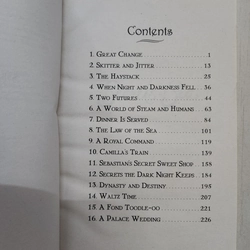 Contents
1. Great Change 1
2. Skitter and Jitter 13
3. The Haystack 25
4. When Night and Darkness Fell 36
5. Two Futures 44
6. A World of Steam and Humans 63
7. Dinner Is Served 84
8. The Law of the Sea 101
9. A Royal Command 119
10. Camilla's Train 139
11. Sebastian's Secret Sweet Shop 158
12. Secrets the Dark Night Keeps 184
13. Dynasty and Destiny 195
14. Waltz Time 207
15. A Fond Toodle-oo 221
16. A Palace Wedding 226